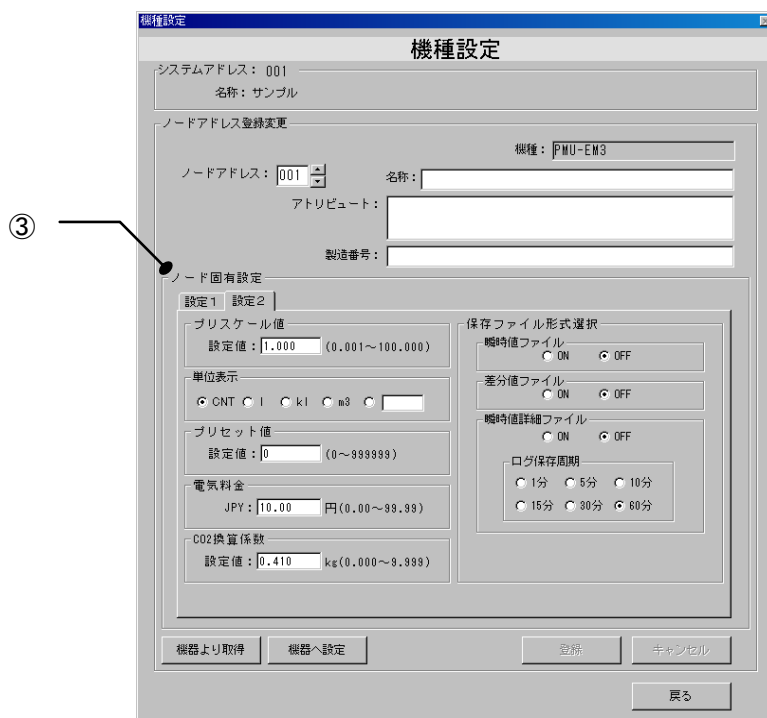 機種設定
機種設定
システムアドレス： 001
名称：サンプル
ノードアドレス登録変更
機種： PMU-EM3
ノードアドレス： 001
名称：
アトリビュート：
製造番号：
③
ノード固有設定
設定1 設定2
プリスケール値
設定値： 1.000 (0.001～100.000)
単位表示
CNT l kl m3
プリセット値
設定値： 0 (0～999999)
電気料金
JPY： 10.00 円(0.00～99.99)
CO2換算係数
設定値： 0.410 kg(0.000～9.999)
保存ファイル形式選択
瞬時値ファイル
ON OFF
差分値ファイル
ON OFF
瞬時値詳細ファイル
ON OFF
ログ保存周期
1分 5分 10分
15分 30分 60分
機器より取得 機器へ設定 登録 キャンセル
戻る